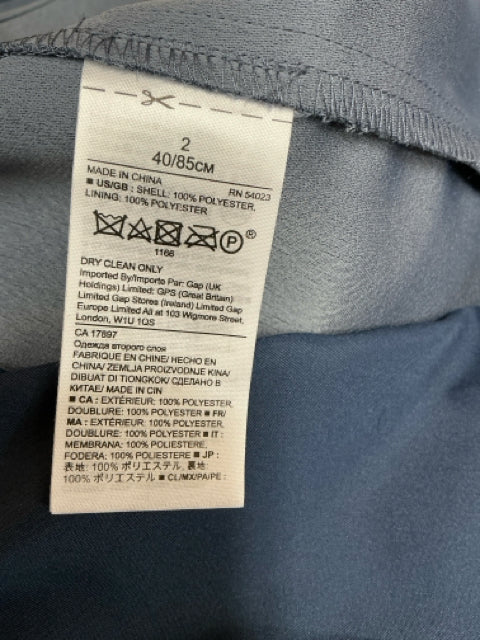 2
40/85CM
MADE IN CHINA
RN 54023
■ US/GB : SHELL: 100% POLYESTER,
LINING: 100% POLYESTER
P
1166
DRY CLEAN ONLY
Imported By/Importe Par: Gap (UK
Holdings) Limited: GPS (Great Britain)
Limited Gap Stores (Ireland) Limited Gap
Europe Limited All at 103 Wigmore Street,
London, W1U 1QS
CA 17897
Одежда второго слоя
FABRIQUÉ EN CHINE/ HECHO EN
CHINA/ ZEMLJA PROIZVODNJE KINA/
DIBUAT DI TIONGKOK/ СДЕЛАНО В
КИТАЕ/ MADE IN CIN
■ CA : EXTÉRIEUR: 100% POLYESTER,
DOUBLURE: 100% POLYESTER ■ FR/
MA : EXTÉRIEUR: 100% POLYESTER,
DOUBLURE: 100% POLYESTER ■ IT :
MEMBRANA: 100% POLIESTERE,
FODERA: 100% POLIESTERE ■ JP :
表地: 100% ポリエステル, 裏地:
100% ポリエステル ■ CL/MX/PA/PE :